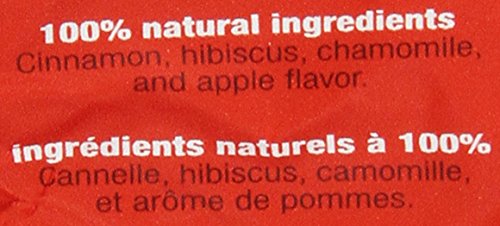 100% natural ingredients
Cinnamon, hibiscus, chamomile,
and apple flavor.
ingrédients naturels à 100%
Cannelle, hibiscus, camomille,
et arôme de pommes.